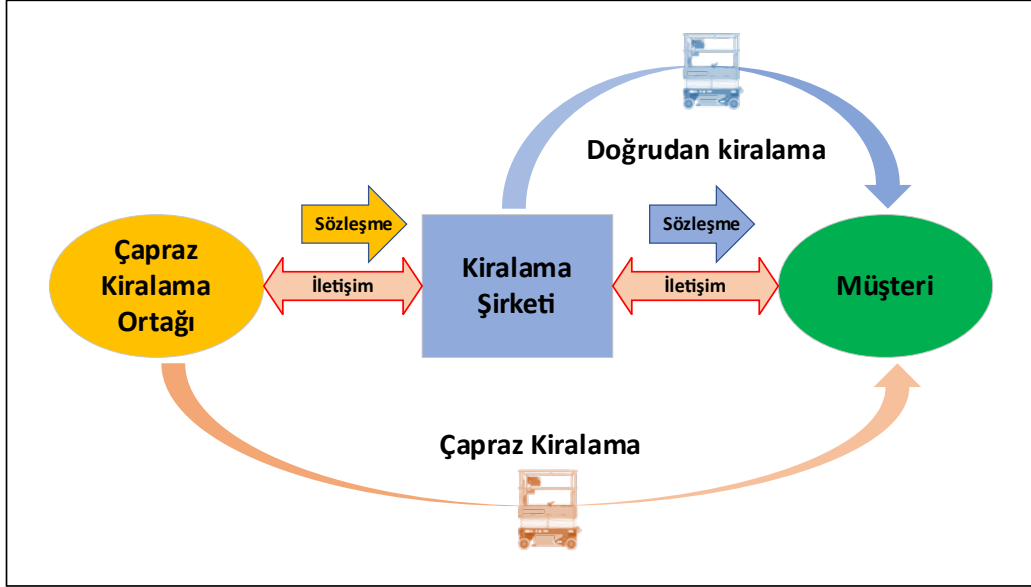 Doğrudan kiralama
Sözleşme
Sözleşme
Çapraz
Kiralama
Ortağı
İletişim
Kiralama
Şirketi
İletişim
Müşteri
Çapraz Kiralama